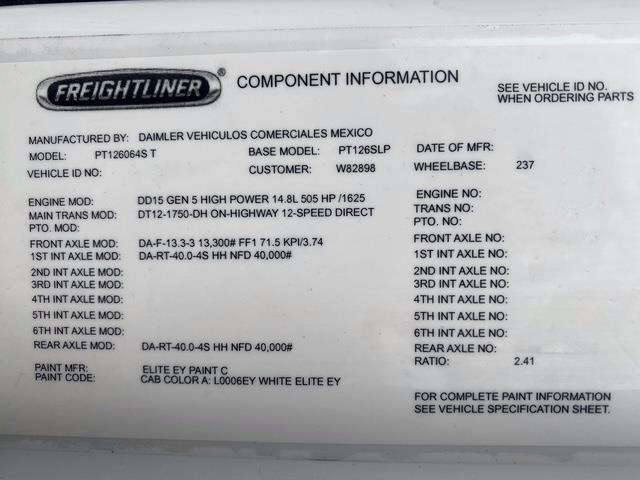 FREIGHTLINER®
COMPONENT INFORMATION
SEE VEHICLE ID NO.
WHEN ORDERING PARTS
MANUFACTURED BY: DAIMLER VEHICULOS COMERCIALES MEXICO
MODEL: PT126064S T BASE MODEL: PT126SLP DATE OF MFR:
VEHICLE ID NO: CUSTOMER: W82898 WHEELBASE: 237
ENGINE MOD: DD15 GEN 5 HIGH POWER 14.8L 505 HP /1625 ENGINE NO:
MAIN TRANS MOD: DT12-1750-DH ON-HIGHWAY 12-SPEED DIRECT TRANS NO:
PTO. MOD: PTO. NO:
FRONT AXLE MOD: DA-F-13.3-3 13,300# FF1 71.5 KPI/3.74 FRONT AXLE NO:
1ST INT AXLE MOD: DA-RT-40.0-4S HH NFD 40,000# 1ST INT AXLE NO:
2ND INT AXLE MOD: 2ND INT AXLE NO:
3RD INT AXLE MOD: 3RD INT AXLE NO:
4TH INT AXLE MOD: 4TH INT AXLE NO:
5TH INT AXLE MOD: 5TH INT AXLE NO:
6TH INT AXLE MOD: 6TH INT AXLE NO:
REAR AXLE MOD: DA-RT-40.0-4S HH NFD 40,000# REAR AXLE NO:
RATIO: 2.41
PAINT MFR: ELITE EY PAINT C
PAINT CODE: CAB COLOR A: L0006EY WHITE ELITE EY
FOR COMPLETE PAINT INFORMATION
SEE VEHICLE SPECIFICATION SHEET.